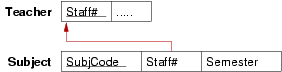 Teacher Staff# .....
Subject SubjCode Staff# Semester